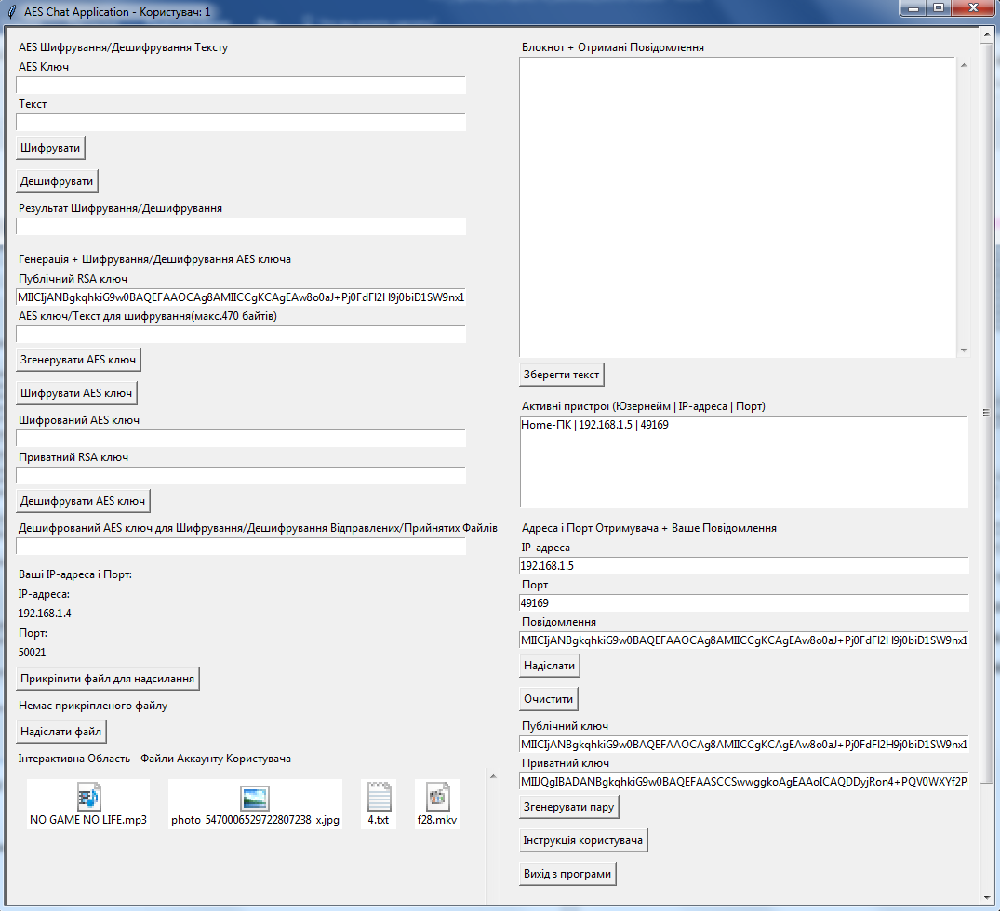 AES Chat Application - Користувач: 1
AES Шифрування/Дешифрування Тексту
AES Ключ
Текст
Шифрувати
Дешифрувати
Результат Шифрування/Дешифрування
Генерація + Шифрування/Дешифрування AES ключа
Публічний RSA ключ
MIICIjANBgkqhkiG9w0BAQEFAAOCAg8AMIICCgKCAgEAw8o0aJ+Pj0FdFl2H9j0biD1SW9nx1
AES ключ/Текст для шифрування(макс.470 байтів)
Згенерувати AES ключ
Шифрувати AES ключ
Шифрований AES ключ
Приватний RSA ключ
Дешифрувати AES ключ
Дешифрований AES ключ для Шифрування/Дешифрування Відправлених/Прийнятих Файлів
Ваші IP-адреса і Порт:
IP-адреса:
192.168.1.4
Порт:
50021
Прикріпити файл для надсилання
Немає прикріпленого файлу
Надіслати файл
Інтерактивна Область - Файли Аккаунту Користувача
NO GAME NO LIFE.mp3
photo_5470006529722807238_x.jpg
4.txt
f28.mkv
Блокнот + Отримані Повідомлення
Зберегти текст
Активні пристрої (Юзернейм | IP-адреса | Порт)
Home-ПК | 192.168.1.5 | 49169
Адреса і Порт Отримувача + Ваше Повідомлення
IP-адреса
192.168.1.5
Порт
49169
Повідомлення
MIICIjANBgkqhkiG9w0BAQEFAAOCAg8AMIICCgKCAgEAw8o0aJ+Pj0FdFl2H9j0biD1SW9nx1
Надіслати
Очистити
Публічний ключ
MIICIjANBgkqhkiG9w0BAQEFAAOCAg8AMIICCgKCAgEAw8o0aJ+Pj0FdFl2H9j0biD1SW9nx1
Приватний ключ
MIIJQgIBADANBgkqhkiG9w0BAQEFAASCCSwwggkoAgEAAoICAQDDyjRon4+PQV0WXYf2P
Згенерувати пару
Інструкція користувача
Вихід з програми